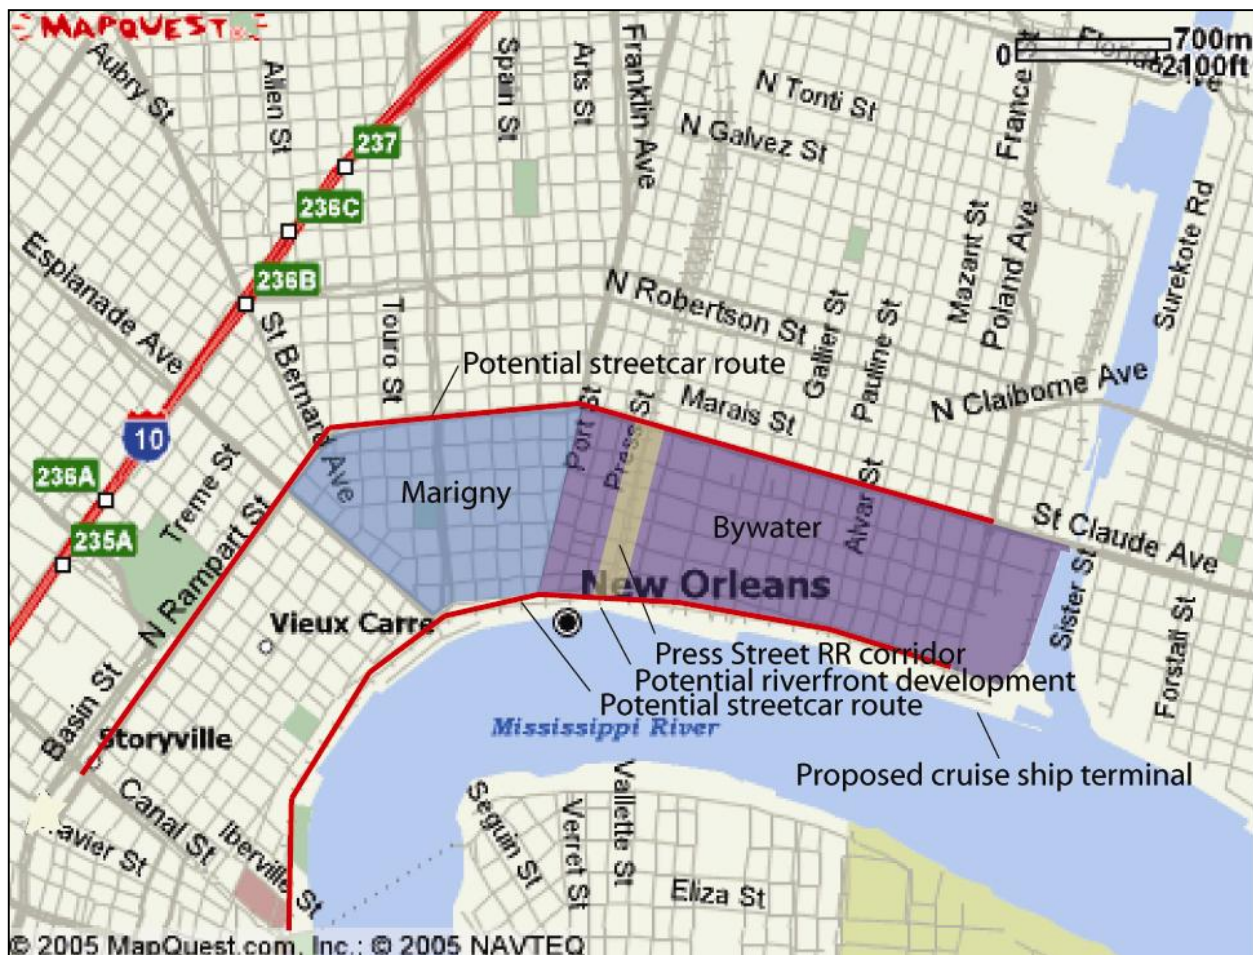 MAPQUEST
700m
0
2100ft
Florida Ave
Aubry St
Allen St
Spain St
Arts St
Franklin Ave
N Tonti St
France St
N Galvez St
237
236C
236B
Esplanade Ave
St Bernard Ave
Touro St
N Robertson St
Gallier St
Pauline St
Mazant St
Poland Ave
Surekote Rd
Potential streetcar route
Port St
Press St
Marais St
N Claiborne Ave
10
236A
235A
Treme St
N Rampart St
Marigny
Bywater
Alvar St
St Claude Ave
New Orleans
Vieux Carre
Sister St
Forstall St
Press Street RR corridor
Potential riverfront development
Potential streetcar route
Mississippi River
Basin St
Storyville
Proposed cruise ship terminal
Canal St
Iberville St
avier St
Seguin St
Verret St
Vallette St
Eliza St
© 2005 MapQuest.com, Inc.; © 2005 NAVTEQ